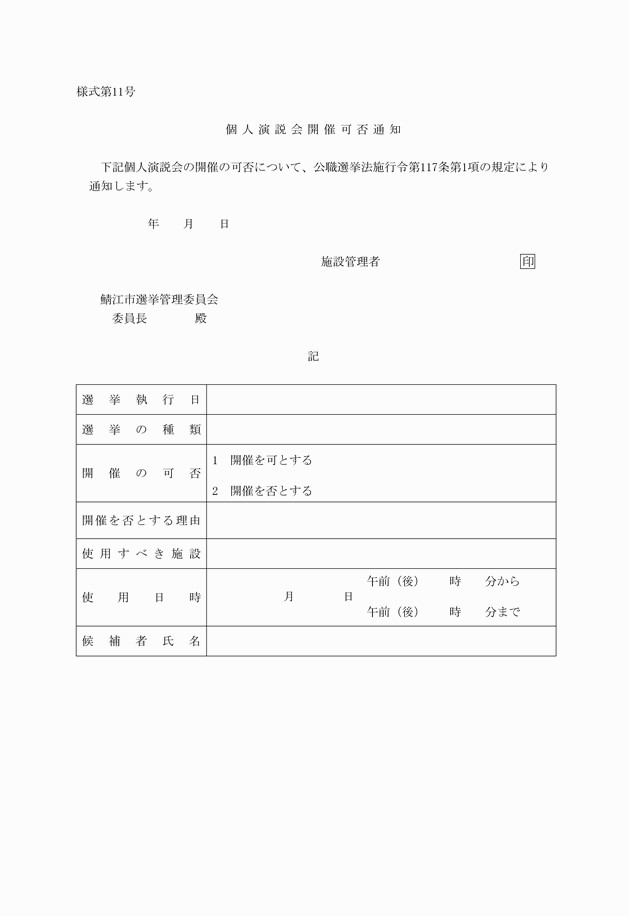 様式第11号
個人演説会開催可否通知
下記個人演説会の開催の可否について、公職選挙法施行令第117条第1項の規定により
通知します。
年　　月　　日
施設管理者　　　　　　　　　　　　印
鯖江市選挙管理委員会
委員長　　　　殿
記
選挙執行日
選挙の種類
開催の可否
1　開催を可とする
2　開催を否とする
開催を否とする理由
使用すべき施設
使用日時
月　　　　日
午前（後）　　時　　分から
午前（後）　　時　　分まで
候補者氏名